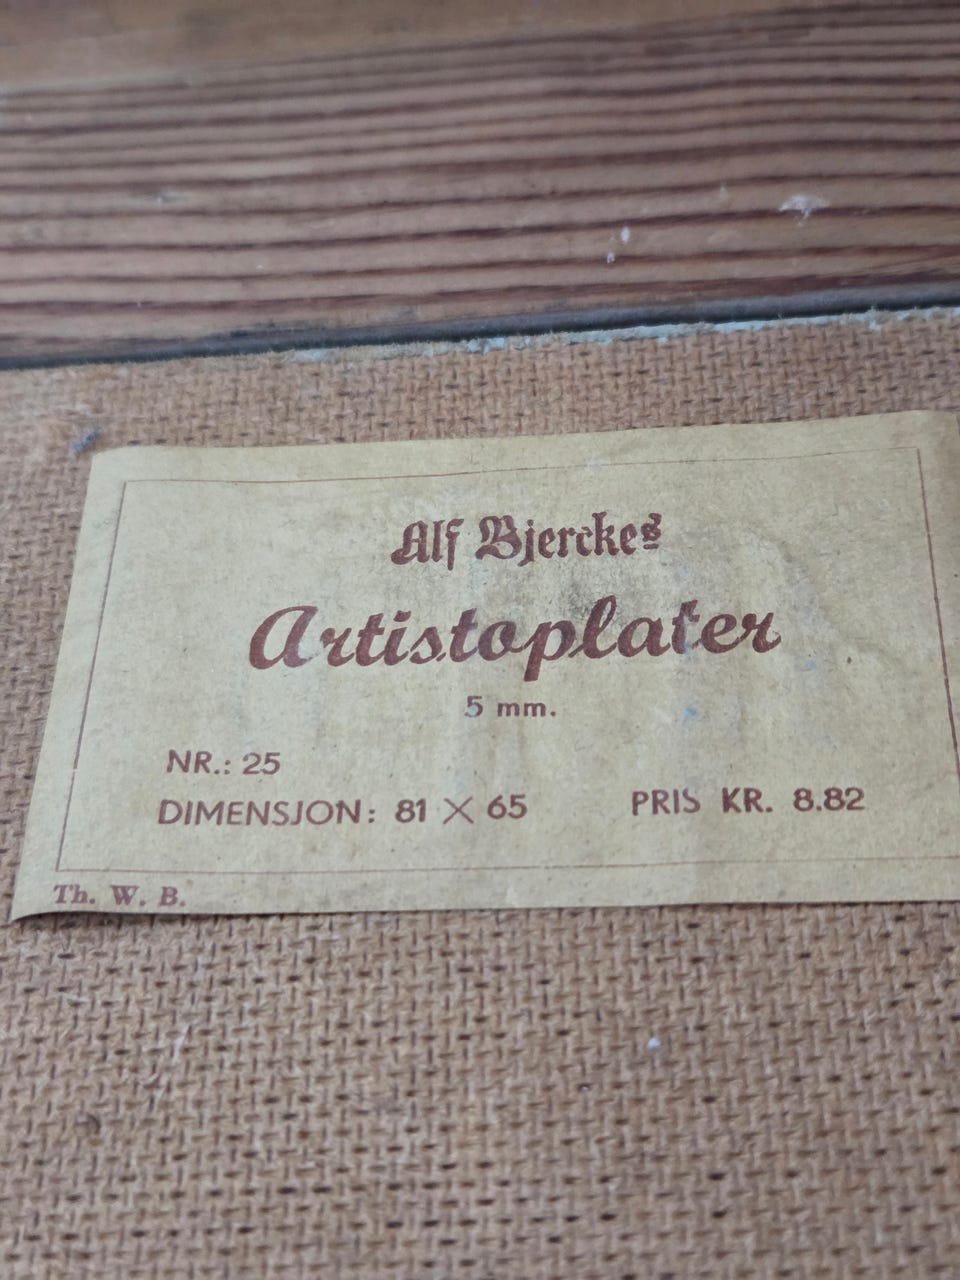 Alf Bjerckes
Artistoplater
5 mm.
NR.: 25
DIMENSJON: 81 X 65 PRIS KR. 8.82
Th. W. B.